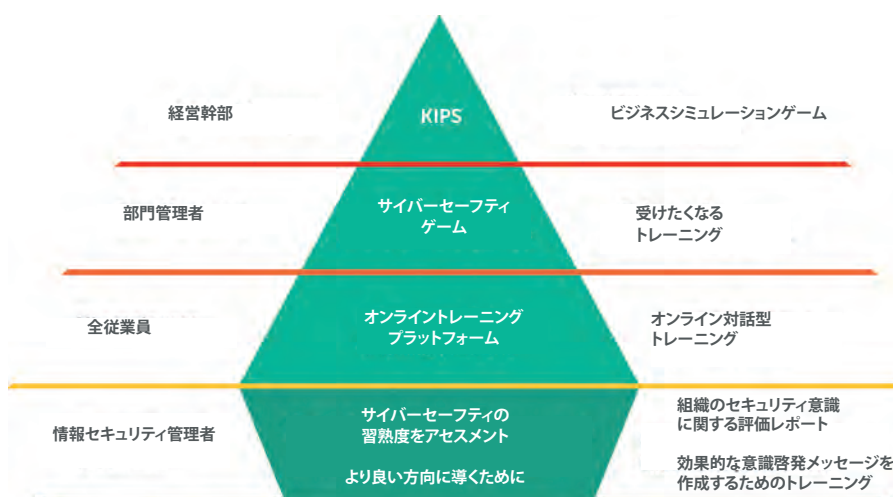 経営幹部
KIPS
ビジネスシミュレーションゲーム
部門管理者
サイバーセーフティ
ゲーム
受けたくなる
トレーニング
全従業員
オンライントレーニング
プラットフォーム
オンライン対話型
トレーニング
情報セキュリティ管理者
サイバーセーフティの
習熟度をアセスメント
より良い方向に導くために
組織のセキュリティ意識
に関する評価レポート
効果的な意識啓発メッセージを
作成するためのトレーニング